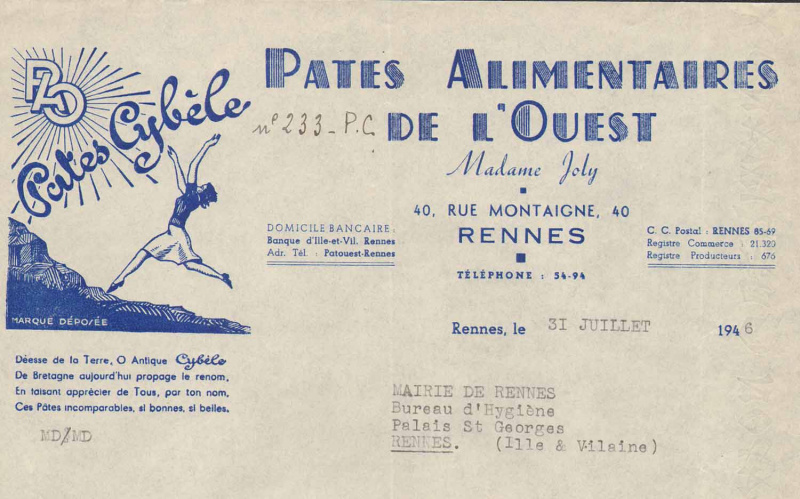 PAO
Pates Cybèle
MARQUE DÉPOSÉE
Déesse de la Terre, O Antique Cybèle
De Bretagne aujourd'hui propage le renom,
En faisant apprécier de Tous, par ton nom,
Ces Pâtes incomparables, si bonnes, si belles.
MD/MD
PATES ALIMENTAIRES
DE L'OUEST
n° 233 - P.C.
Madame Joly
40, RUE MONTAIGNE, 40
RENNES
TÉLÉPHONE : 54-94
DOMICILE BANCAIRE :
Banque d'Ille-et-Vil. Rennes
Adr. Tél. : Patouest-Rennes
C. C. Postal : RENNES 85-69
Registre Commerce : 21.320
Registre Producteurs : 676
Rennes, le 3I JUILLET 1946
MAIRIE DE RENNES
Bureau d'Hygiène
Palais St Georges
RENNES. (Ille & Vilaine)